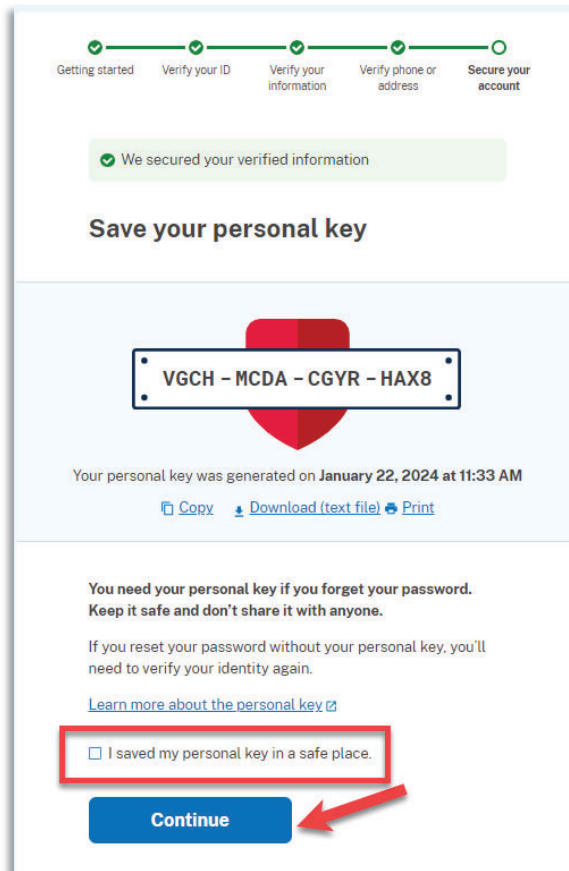 Getting started
Verify your ID
Verify your
information
Verify phone or
address
Secure your
account
We secured your verified information
Save your personal key
VGCH – MCDA – CGYR – HAX8
Your personal key was generated on January 22, 2024 at 11:33 AM
Copy Download (text file) Print
You need your personal key if you forget your password.
Keep it safe and don't share it with anyone.
If you reset your password without your personal key, you'll
need to verify your identity again.
Learn more about the personal key
I saved my personal key in a safe place.
Continue